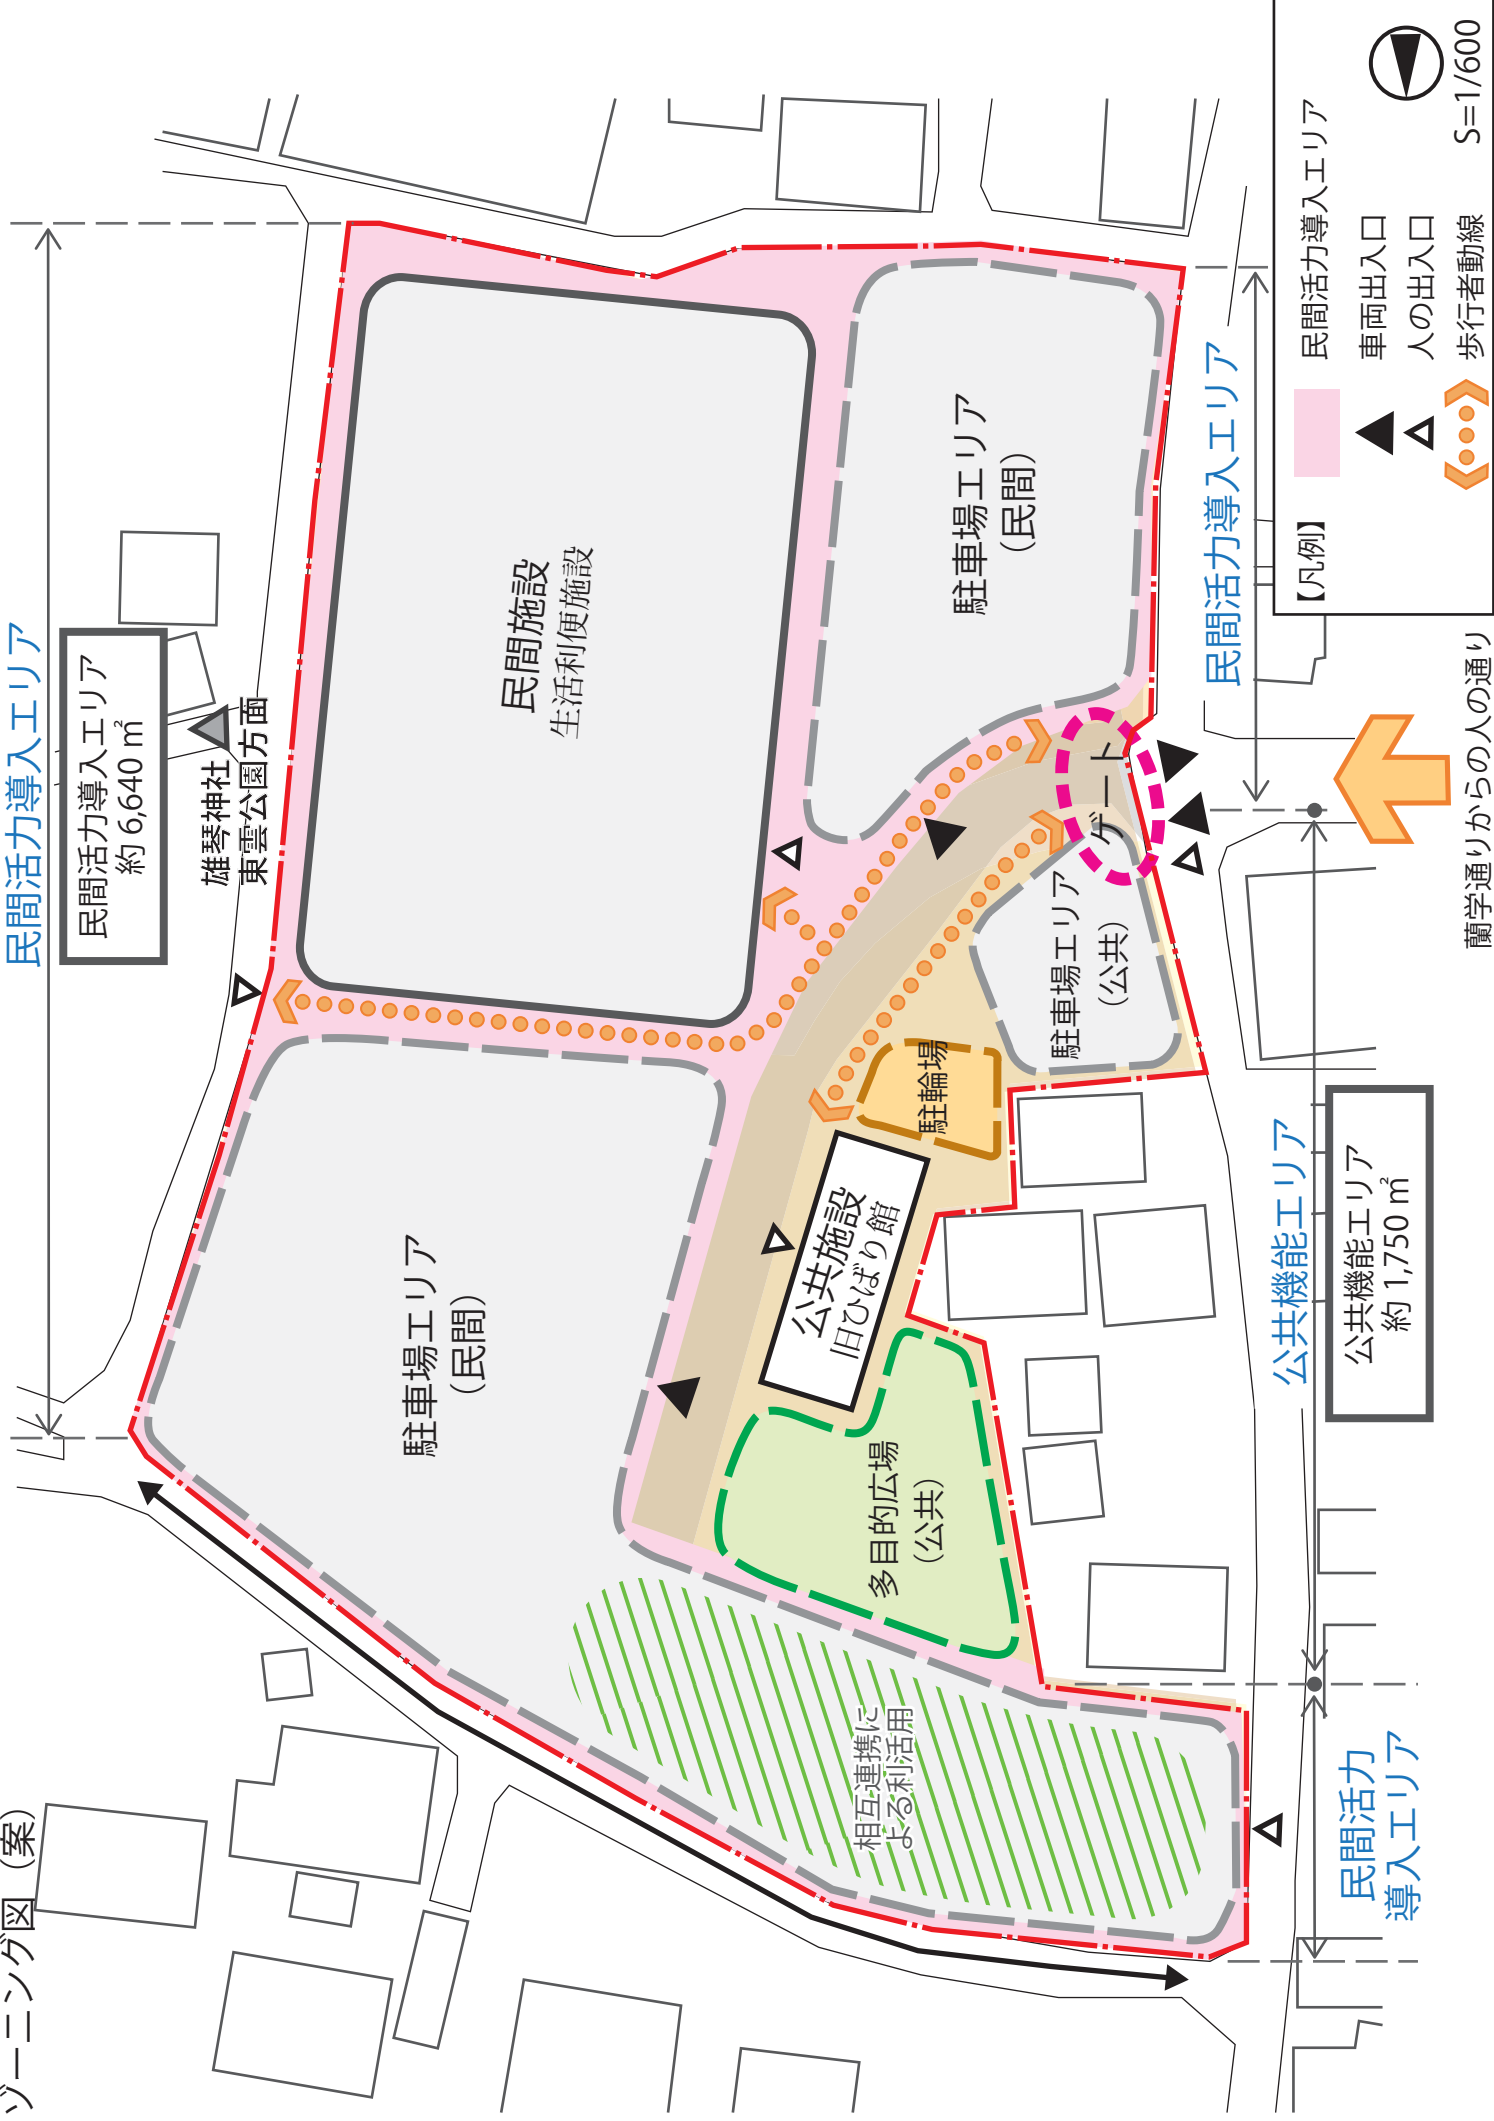 ゾーニング図（案）
民間活力導入エリア
民間活力導入エリア
約 6,640 ㎡
雄琴神社
東雲公園方面
民間施設
生活利便施設
駐車場エリア
（民間）
駐車場エリア
（民間）
ゲート
駐車場エリア
（公共）
駐輪場
公共施設
旧ひばり館
多目的広場
（公共）
相互連携に
よる利活用
民間活力
導入エリア
公共機能エリア
公共機能エリア
約 1,750 ㎡
民間活力導入エリア
蘭学通りからの人の通り
【凡例】
民間活力導入エリア
車両出入口
人の出入口
歩行者動線
S=1/600